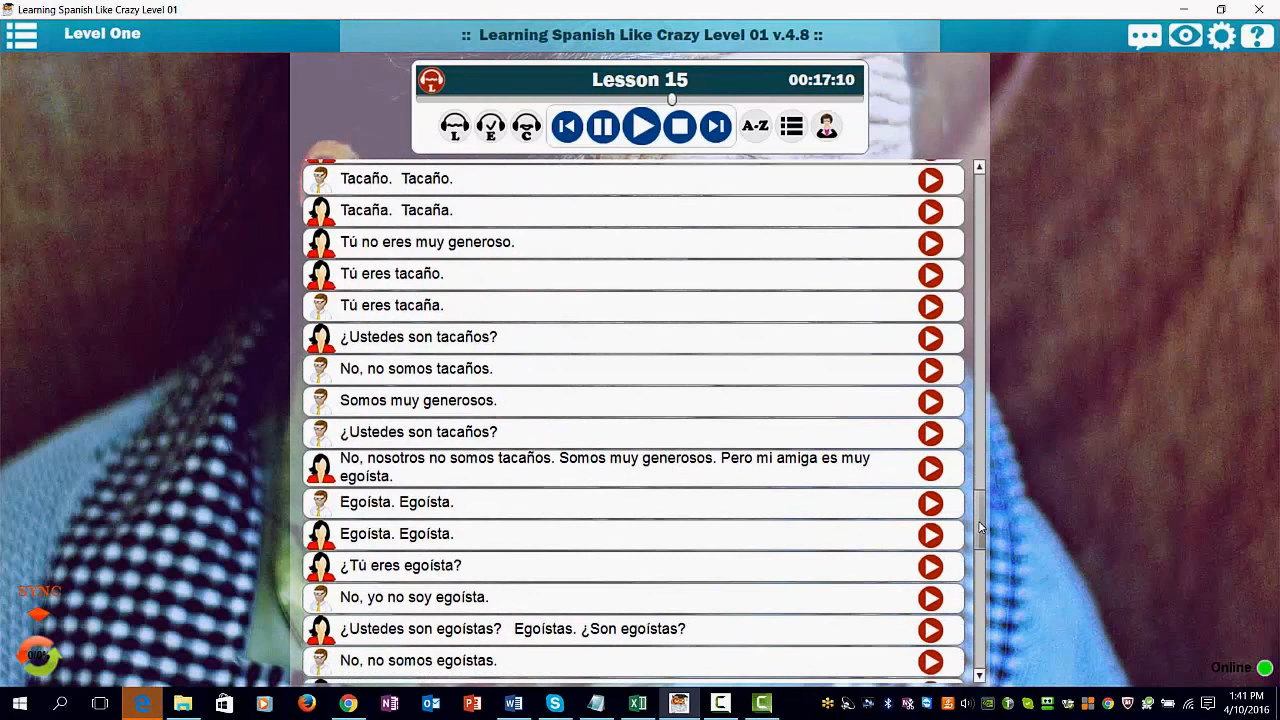 Learning Spanish Like Crazy Level 01
Level One
:: Learning Spanish Like Crazy Level 01 v.4.8 ::
L
Lesson 15
00:17:10
L
E
C
A-Z
Tacaño. Tacaño.
Tacaña. Tacaña.
Tú no eres muy generoso.
Tú eres tacaño.
Tú eres tacaña.
¿Ustedes son tacaños?
No, no somos tacaños.
Somos muy generosos.
¿Ustedes son tacaños?
No, nosotros no somos tacaños. Somos muy generosos. Pero mi amiga es muy
egoísta.
Egoísta. Egoísta.
Egoísta. Egoísta.
¿Tú eres egoísta?
No, yo no soy egoísta.
¿Ustedes son egoístas? Egoístas. ¿Son egoístas?
No, no somos egoístas.
SYNC
Online
1:41 PM
4/10/2016